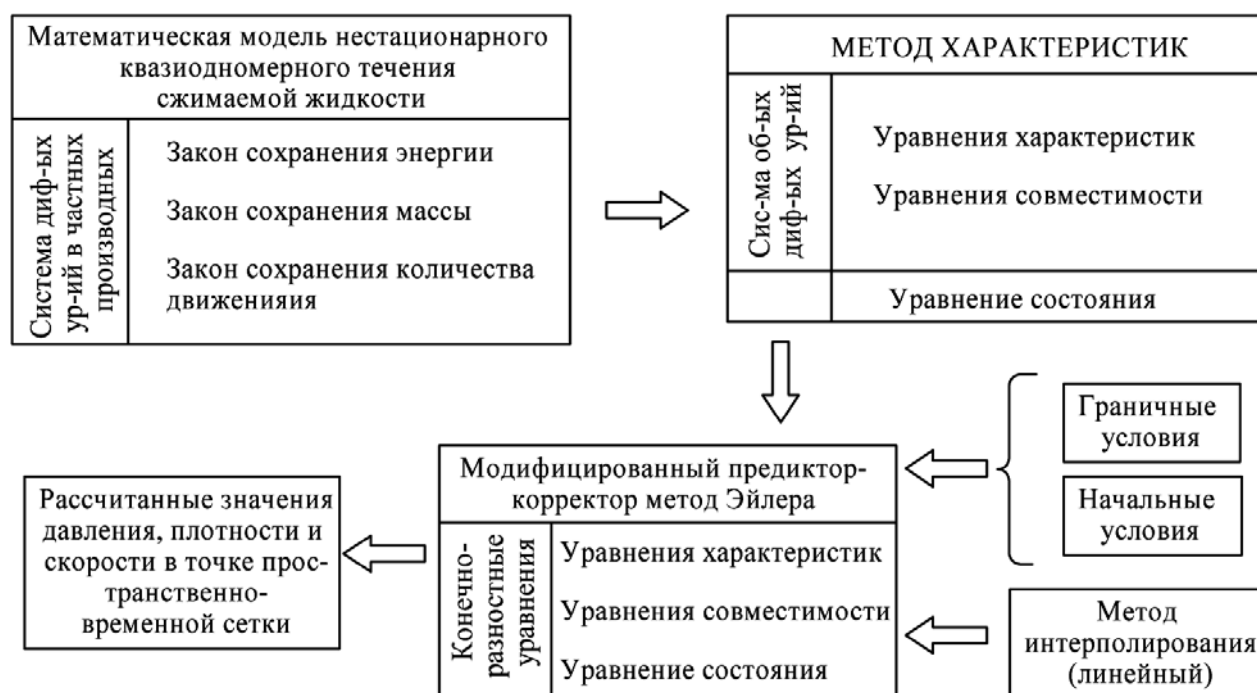 Математическая модель нестационарного
квазиодномерного течения
сжимаемой жидкости
Система диф-ых
ур-ий в частных
производных
Закон сохранения энергии
Закон сохранения массы
Закон сохранения количества
движенияия
МЕТОД ХАРАКТЕРИСТИК
Сис-ма об-ых
диф-ых ур-ий
Уравнения характеристик
Уравнения совместимости
Уравнение состояния
Граничные
условия
Начальные
условия
Модифицированный предиктор-
корректор метод Эйлера
Конечно-
разностные
уравнения
Уравнения характеристик
Уравнения совместимости
Уравнение состояния
Метод
интерполирования
(линейный)
Рассчитанные значения
давления, плотности и
скорости в точке прос-
транственно-
временной сетки